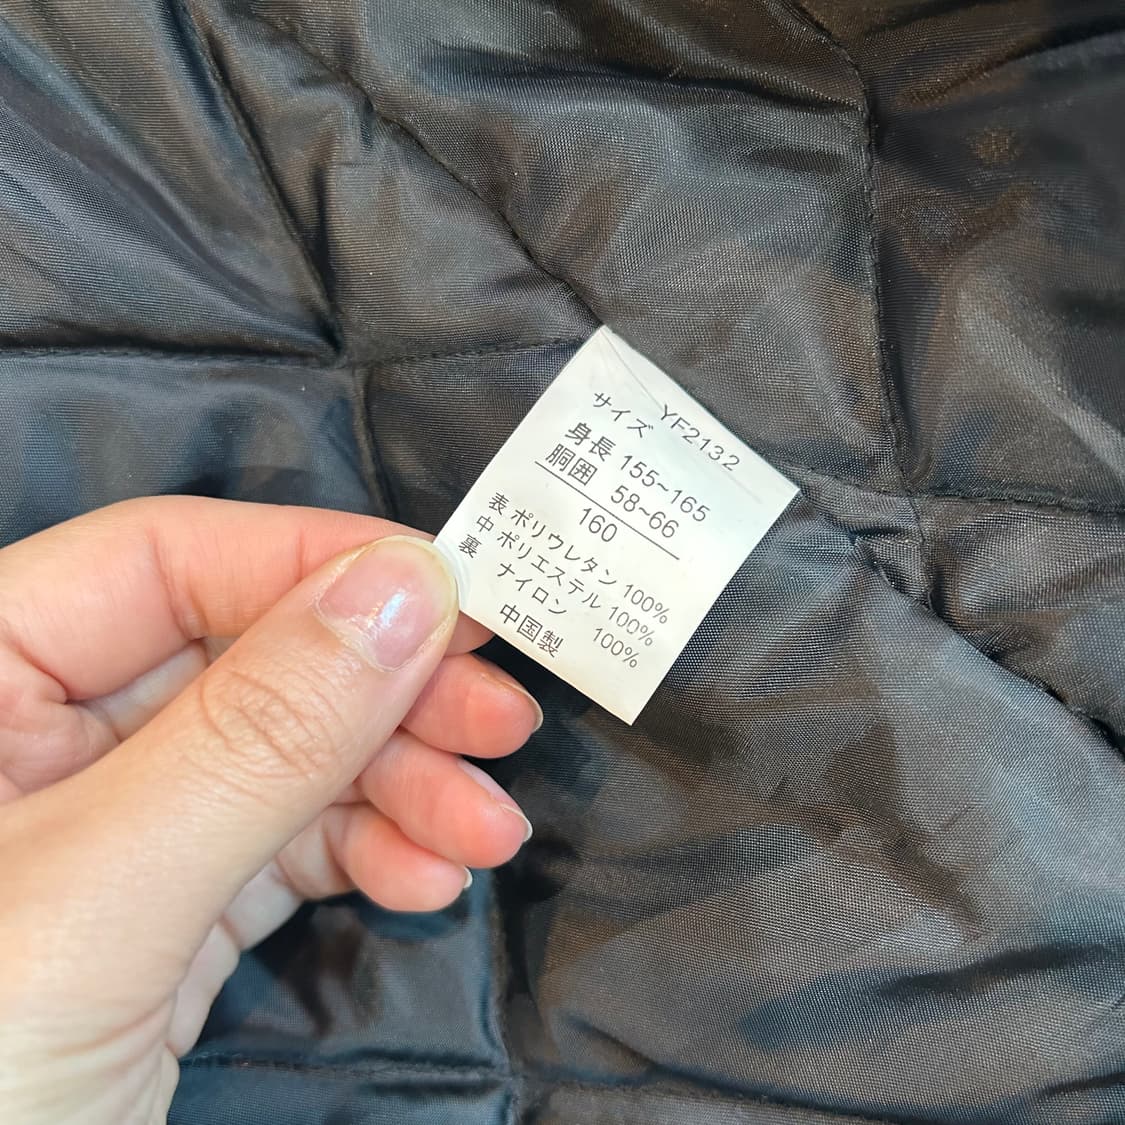 YF2132
サイズ
身長 155~165
胴囲 58~66
160
表 ポリウレタン 100%
中 ポリエステル 100%
裏 ナイロン 100%
中国製